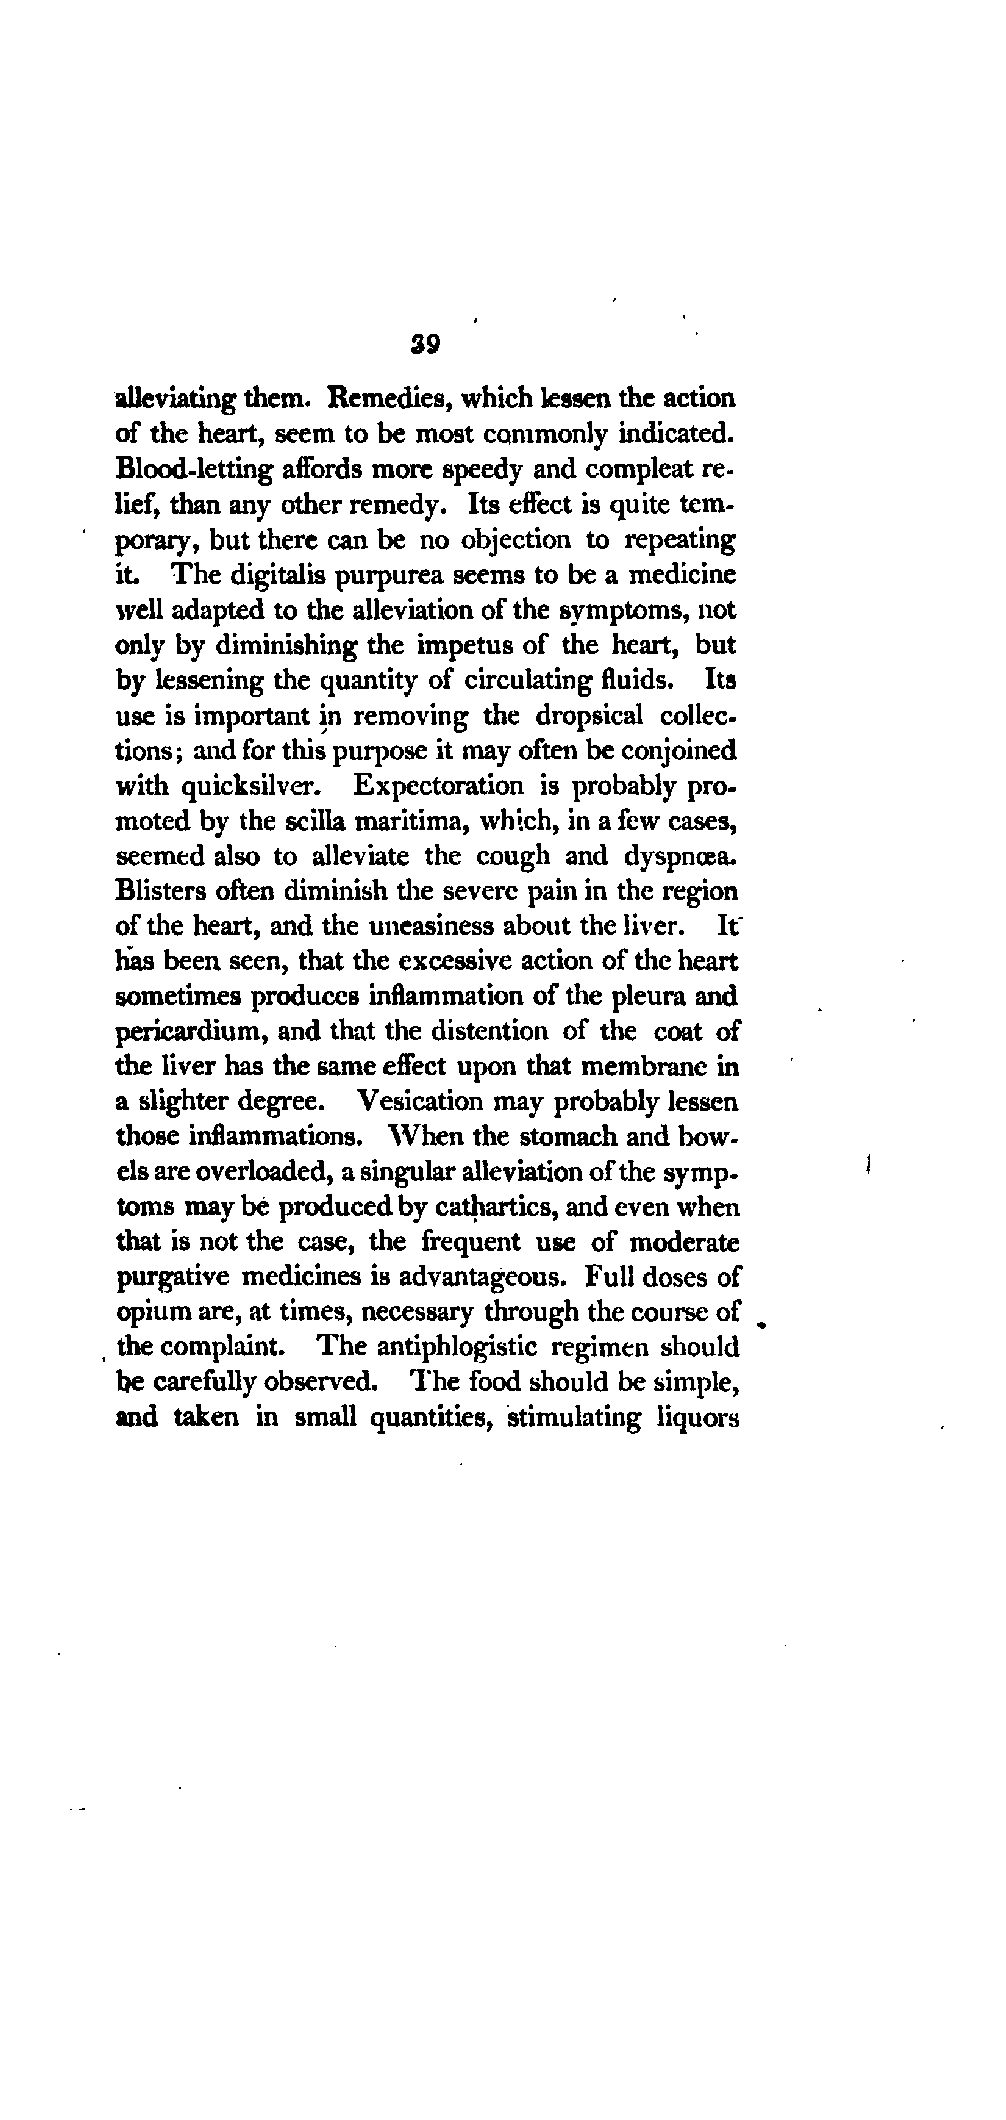 39
alleviating them. Remedies, which lessen the action
of the heart, seem to be most commonly indicated.
Blood-letting affords more speedy and compleat re-
lief, than any other remedy. Its effect is quite tem-
porary, but there can be no objection to repeating
it. The digitalis purpurea seems to be a medicine
well adapted to the alleviation of the symptoms, not
only by diminishing the impetus of the heart, but
by lessening the quantity of circulating fluids. Its
use is important in removing the dropsical collec-
tions; and for this purpose it may often be conjoined
with quicksilver. Expectoration is probably pro-
moted by the scilla maritima, which, in a few cases,
seemed also to alleviate the cough and dyspnœa.
Blisters often diminish the severe pain in the region
of the heart, and the uneasiness about the liver. It
has been seen, that the excessive action of the heart
sometimes produces inflammation of the pleura and
pericardium, and that the distention of the coat of
the liver has the same effect upon that membrane in
a slighter degree. Vesication may probably lessen
those inflammations. When the stomach and bow-
els are overloaded, a singular alleviation of the symp-
toms may be produced by cathartics, and even when
that is not the case, the frequent use of moderate
purgative medicines is advantageous. Full doses of
opium are, at times, necessary through the course of
the complaint. The antiphlogistic regimen should
be carefully observed. The food should be simple,
and taken in small quantities, stimulating liquors